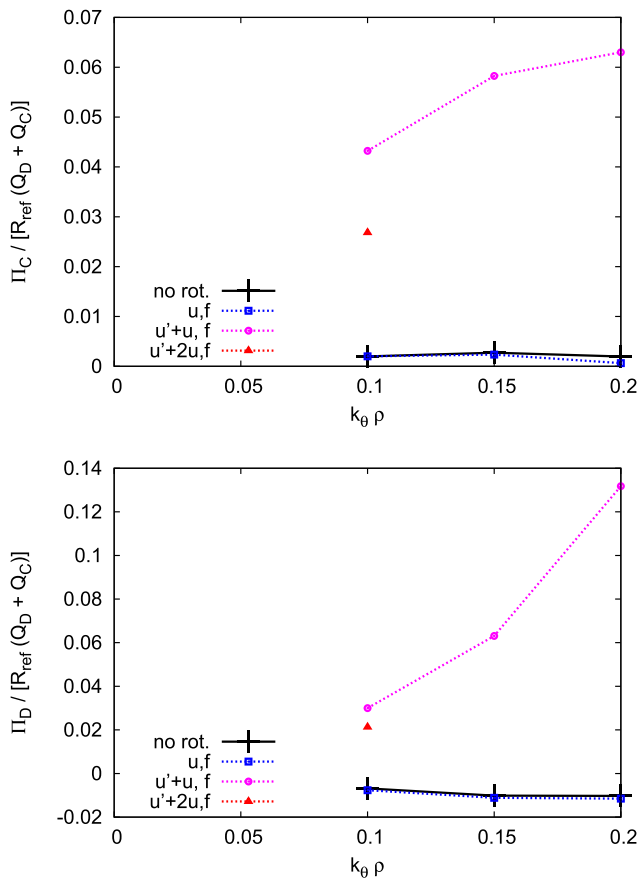 0.07
0.06
0.05
0.04
0.03
0.02
0.01
0
Π_C / [R_ref (Q_D + Q_C)]
no rot.
u,f
u'+u, f
u'+2u,f
0 0.05 0.1 0.15 0.2
k_θ ρ
0.14
0.12
0.1
0.08
0.06
0.04
0.02
0
-0.02
Π_D / [R_ref (Q_D + Q_C)]
no rot.
u,f
u'+u, f
u'+2u,f
0 0.05 0.1 0.15 0.2
k_θ ρ